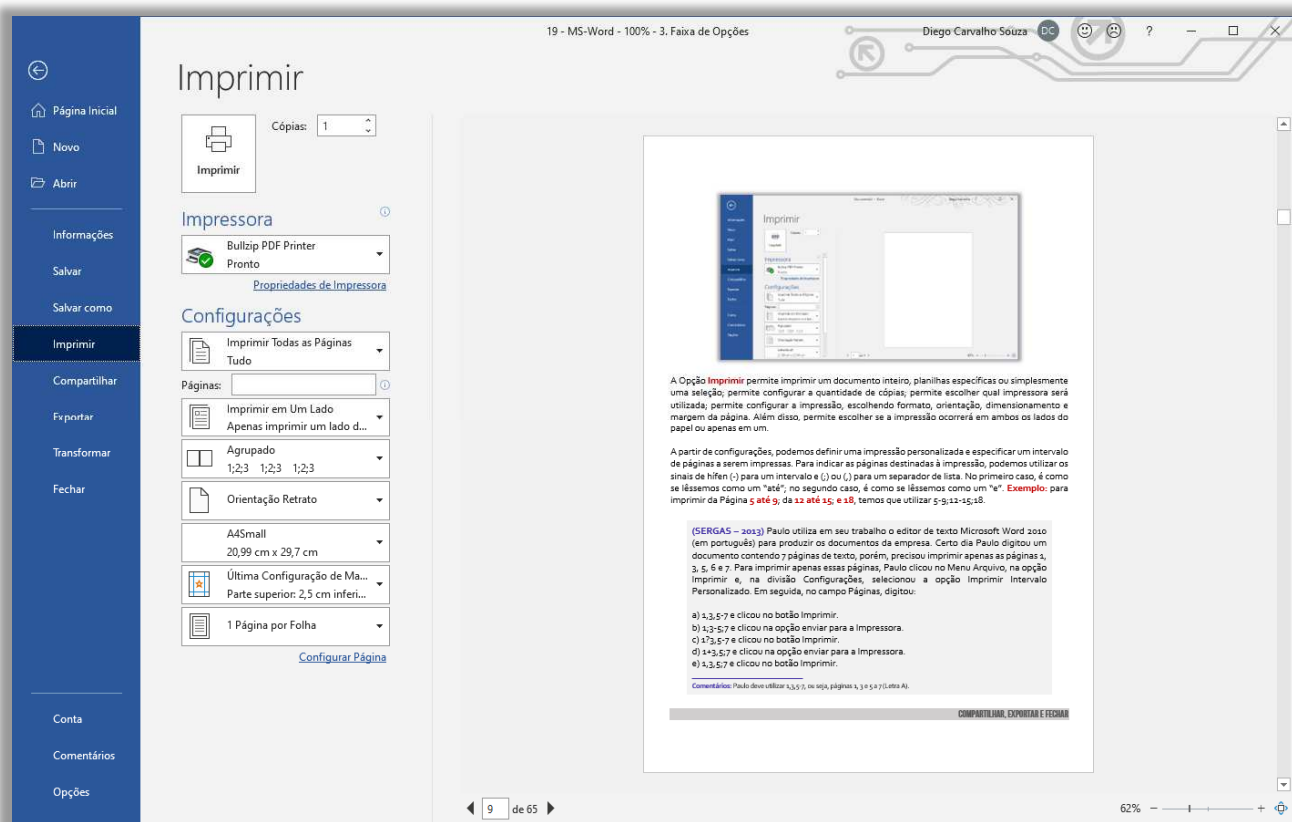 19 - MS-Word - 100% - 3. Faixa de Opções
Diego Carvalho Souza
DC
?
Página Inicial
Novo
Abrir
Informações
Salvar
Salvar como
Imprimir
Compartilhar
Exportar
Transformar
Fechar
Conta
Comentários
Opções
Imprimir
Imprimir
Cópias: 1
Impressora
Bullzip PDF Printer
Pronto
Propriedades de Impressora
Configurações
Imprimir Todas as Páginas
Tudo
Páginas:
Imprimir em Um Lado
Apenas imprimir um lado d...
Agrupado
1;2;3 1;2;3 1;2;3
Orientação Retrato
A4Small
20,99 cm x 29,7 cm
Última Configuração de Ma...
Parte superior: 2,5 cm inferi...
1 Página por Folha
Configurar Página
Imprimir
A Opção Imprimir permite imprimir um documento inteiro, planilhas específicas ou simplesmente
uma seleção; permite configurar a quantidade de cópias; permite escolher qual impressora será
utilizada; permite configurar a impressão, escolhendo formato, orientação, dimensionamento e
margem da página. Além disso, permite escolher se a impressão ocorrerá em ambos os lados do
papel ou apenas em um.
A partir de configurações, podemos definir uma impressão personalizada e especificar um intervalo
de páginas a serem impressas. Para indicar as páginas destinadas à impressão, podemos utilizar os
sinais de hífen (-) para um intervalo e (;) ou (,) para um separador de lista. No primeiro caso, é como
se lêssemos como um "até"; no segundo caso, é como se lêssemos como um "e". Exemplo: para
imprimir da Página 5 até 9; da 12 até 15; e 18, temos que utilizar 5-9;12-15;18.
(SERGAS – 2013) Paulo utiliza em seu trabalho o editor de texto Microsoft Word 2010
(em português) para produzir os documentos da empresa. Certo dia Paulo digitou um
documento contendo 7 páginas de texto, porém, precisou imprimir apenas as páginas 1,
3, 5, 6 e 7. Para imprimir apenas essas páginas, Paulo clicou no Menu Arquivo, na opção
Imprimir e, na divisão Configurações, selecionou a opção Imprimir Intervalo
Personalizado. Em seguida, no campo Páginas, digitou:
a) 1,3,5-7 e clicou no botão Imprimir.
b) 1,3-5;7 e clicou na opção enviar para a Impressora.
c) 1?3,5-7 e clicou no botão Imprimir.
d) 1+3,5;7 e clicou na opção enviar para a Impressora.
e) 1,3,5;7 e clicou no botão Imprimir.
Comentários: Paulo deve utilizar 1,3,5-7, ou seja, páginas 1, 3 e 5 a 7 (Letra A).
COMPARTILHAR, EXPORTAR E FECHAR
9 de 65
62%